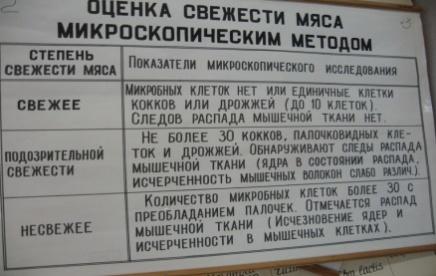 ОЦЕНКА СВЕЖЕСТИ МЯСА
МИКРОСКОПИЧЕСКИМ МЕТОДОМ
СТЕПЕНЬ
СВЕЖЕСТИ МЯСА
ПОКАЗАТЕЛИ МИКРОСКОПИЧЕСКОГО ИССЛЕДОВАНИЯ
СВЕЖЕЕ
МИКРОБНЫХ КЛЕТОК НЕТ ИЛИ ЕДИНИЧНЫЕ КЛЕТКИ
КОККОВ ИЛИ ДРОЖЖЕЙ (ДО 10 КЛЕТОК).
СЛЕДОВ РАСПАДА МЫШЕЧНОЙ ТКАНИ НЕТ.
ПОДОЗРИТЕЛЬНОЙ
СВЕЖЕСТИ
НЕ БОЛЕЕ 30 КОККОВ, ПАЛОЧКОВИДНЫХ КЛЕ-
ТОК И ДРОЖЖЕЙ. ОБНАРУЖИВАЮТ СЛЕДЫ РАСПАДА
МЫШЕЧНОЙ ТКАНИ (ЯДРА В СОСТОЯНИИ РАСПАДА,
ИСЧЕРЧЕННОСТЬ МЫШЕЧНЫХ ВОЛОКОН СЛАБО РАЗЛИЧ.).
НЕСВЕЖЕЕ
КОЛИЧЕСТВО МИКРОБНЫХ КЛЕТОК БОЛЕЕ 30 С
ПРЕОБЛАДАНИЕМ ПАЛОЧЕК. ОТМЕЧАЕТСЯ РАСПАД
МЫШЕЧНОЙ ТКАНИ (ИСЧЕЗНОВЕНИЕ ЯДЕР И
ИСЧЕРЧЕННОСТИ В МЫШЕЧНЫХ КЛЕТКАХ).
lactis